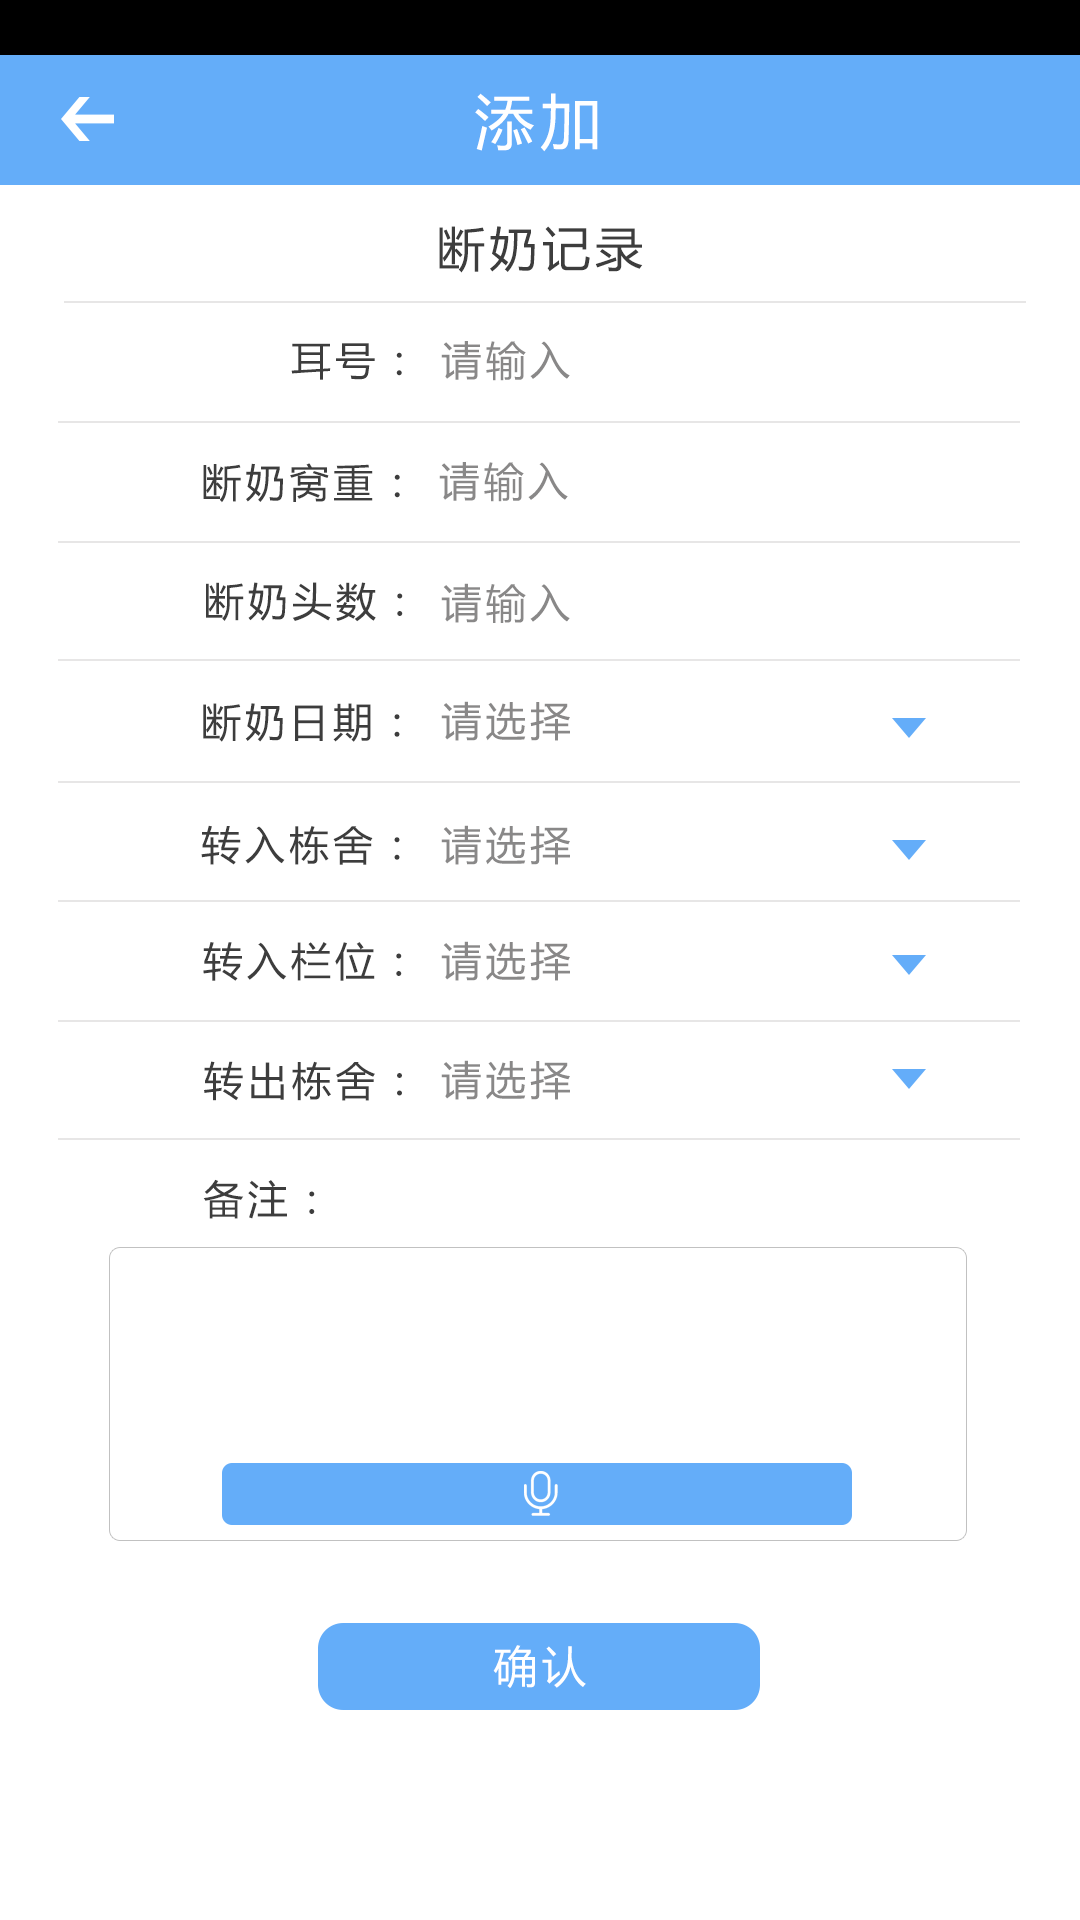 添加
断奶记录
耳号： 请输入
断奶窝重： 请输入
断奶头数： 请输入
断奶日期： 请选择
转入栋舍： 请选择
转入栏位： 请选择
转出栋舍： 请选择
备注：
确认